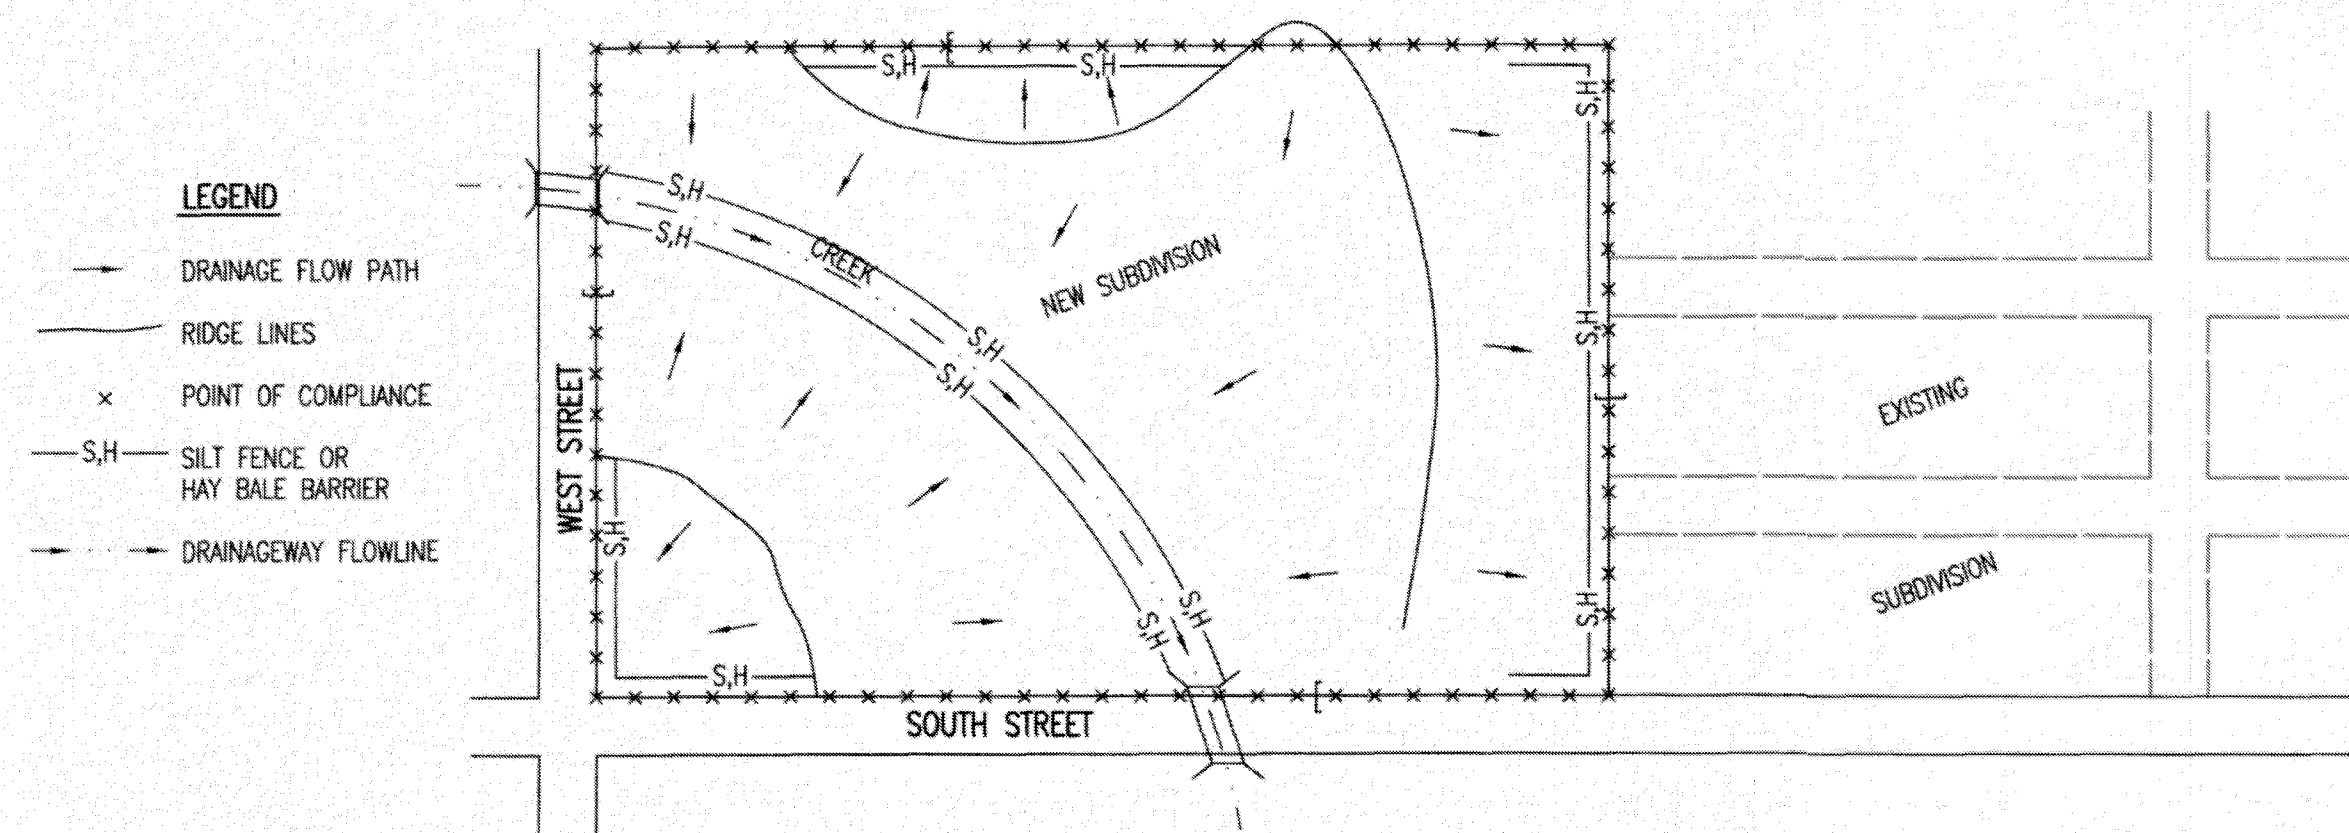 LEGEND
DRAINAGE FLOW PATH
RIDGE LINES
POINT OF COMPLIANCE
S,H
SILT FENCE OR
HAY BALE BARRIER
DRAINAGEWAY FLOWLINE
S,H
S,H
S,H
S,H
S,H
CREEK
NEW SUBDIVISION
S,H
S,H
S,H
WEST STREET
EXISTING
S,H
SUBDIVISION
S,H
S,H
S,H
S,H
SOUTH STREET